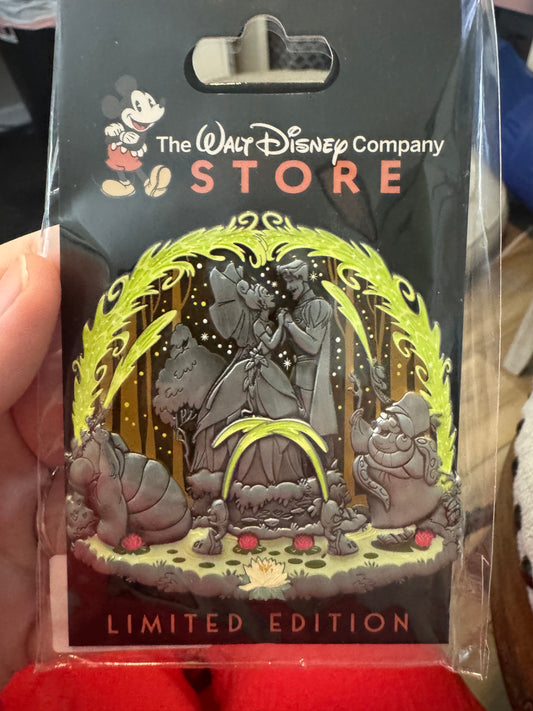 The WALT DISNEY Company
STORE
LIMITED EDITION